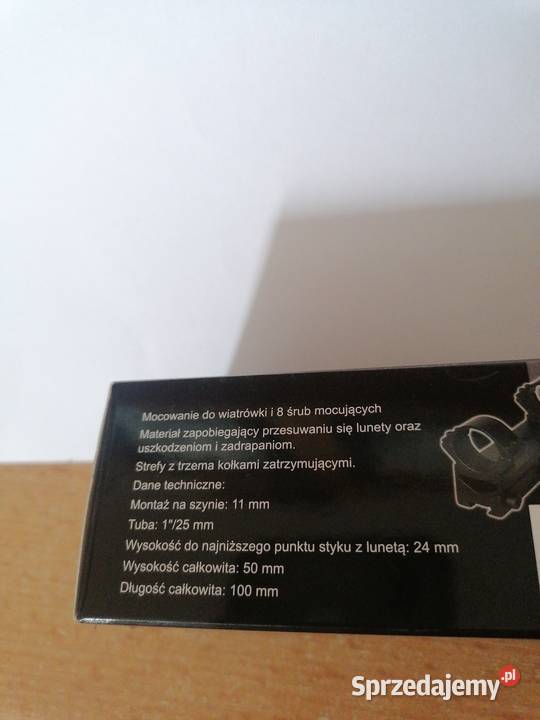 Mocowanie do wiatrówki i 8 śrub mocujących
Materiał zapobiegający przesuwaniu się lunety oraz
uszkodzeniom i zadrapaniom.
Strefy z trzema kołkami zatrzymującymi.
Dane techniczne:
Montaż na szynie: 11 mm
Tuba: 1"/25 mm
Wysokość do najniższego punktu styku z lunetą: 24 mm
Wysokość całkowita: 50 mm
Długość całkowita: 100 mm
Sprzedajemy.pl